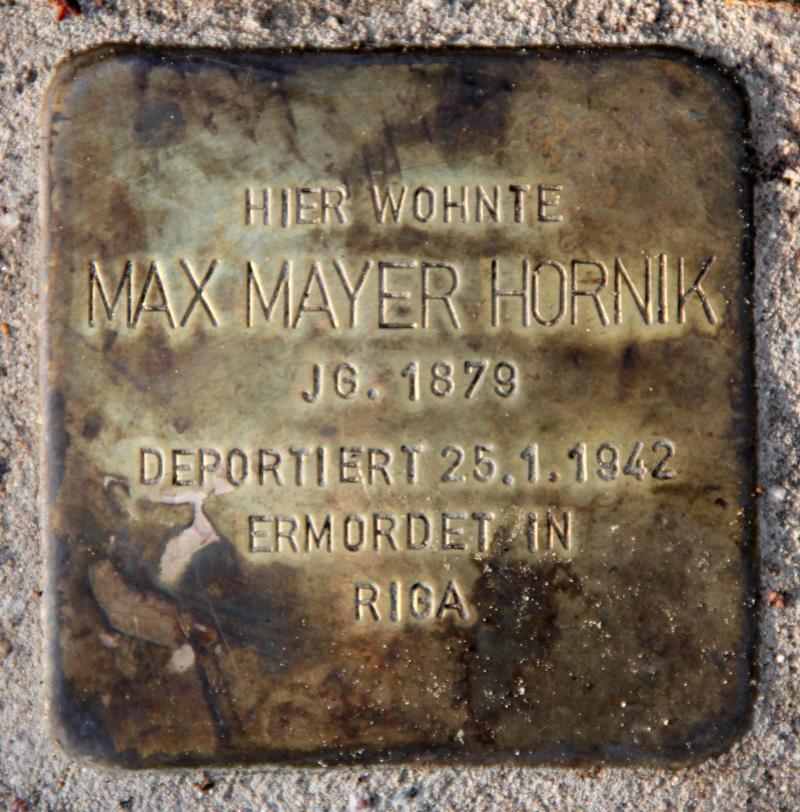 HIER WOHNTE
MAX MAYER HORNIK
JG. 1879
DEPORTIERT 25.1.1942
ERMORDET IN
RIGA